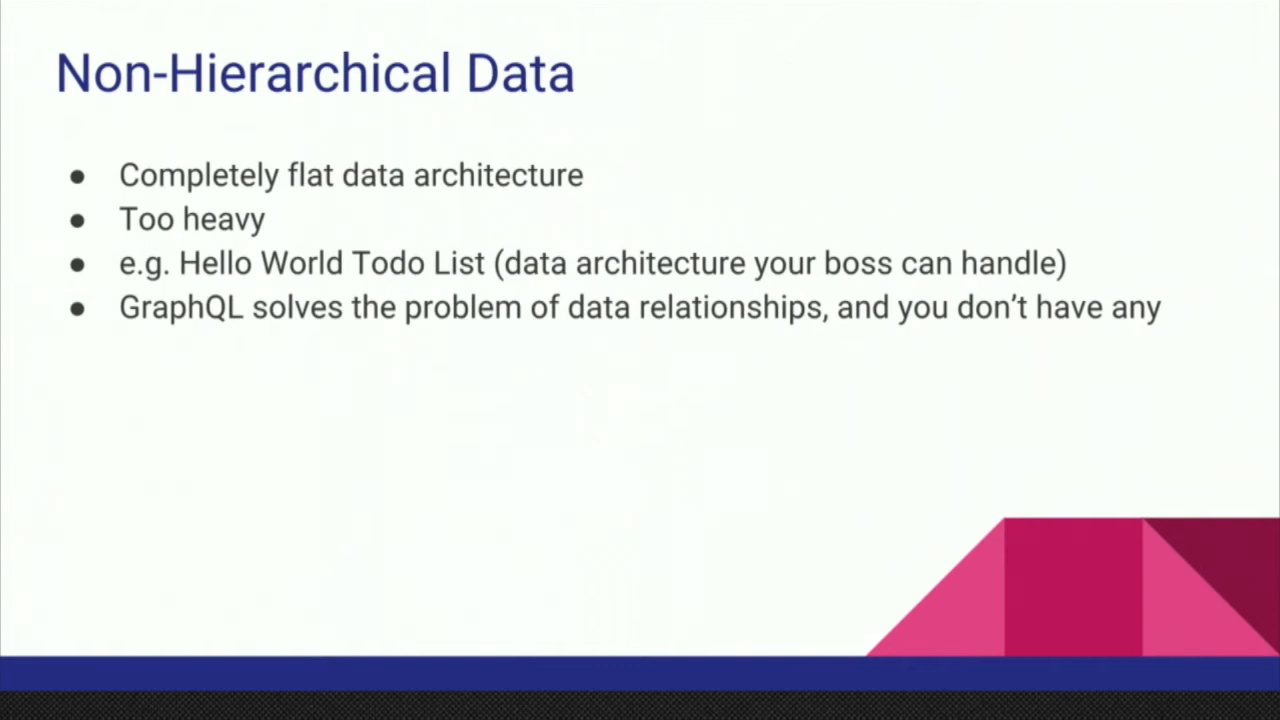 Non-Hierarchical Data
● Completely flat data architecture
● Too heavy
● e.g. Hello World Todo List (data architecture your boss can handle)
● GraphQL solves the problem of data relationships, and you don’t have any